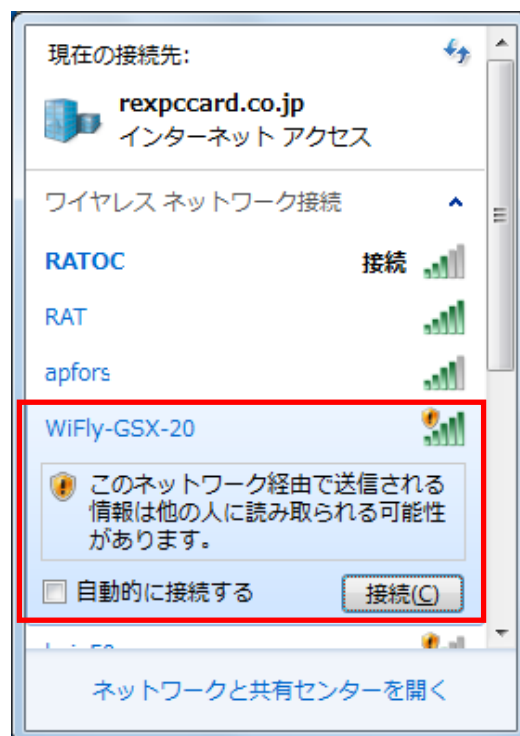 現在の接続先:
rexpccard.co.jp
インターネット アクセス
ワイヤレス ネットワーク接続
RATOC 接続
RAT
apfors
WiFly-GSX-20
このネットワーク経由で送信される
情報は他の人に読み取られる可能性
があります。
自動的に接続する 接続(C)
ネットワークと共有センターを開く